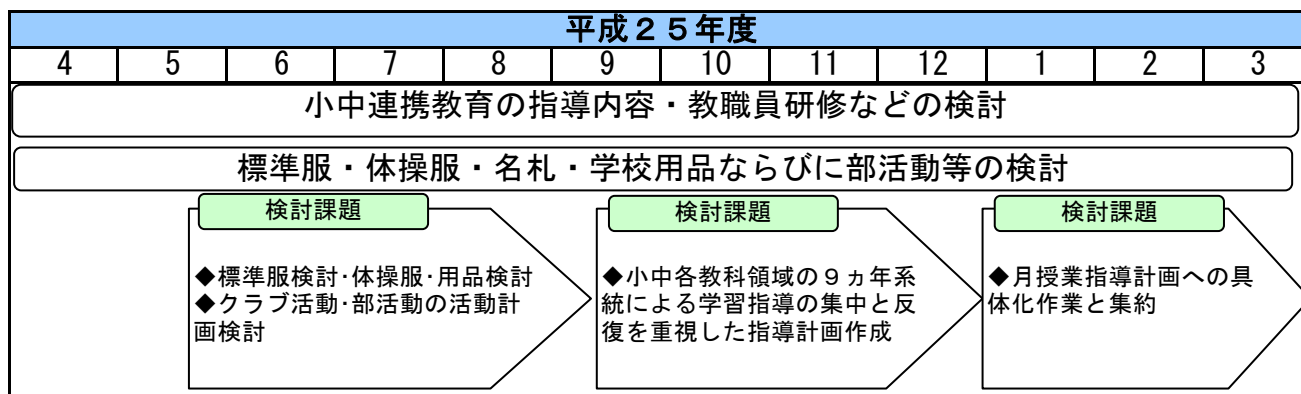 平成２５年度
4 5 6 7 8 9 10 11 12 1 2 3
小中連携教育の指導内容・教職員研修などの検討
標準服・体操服・名札・学校用品ならびに部活動等の検討
検討課題
◆標準服検討･体操服･用品検討
◆クラブ活動･部活動の活動計
画検討
検討課題
◆小中各教科領域の９ヵ年系
統による学習指導の集中と反
復を重視した指導計画作成
検討課題
◆月授業指導計画への具
体化作業と集約